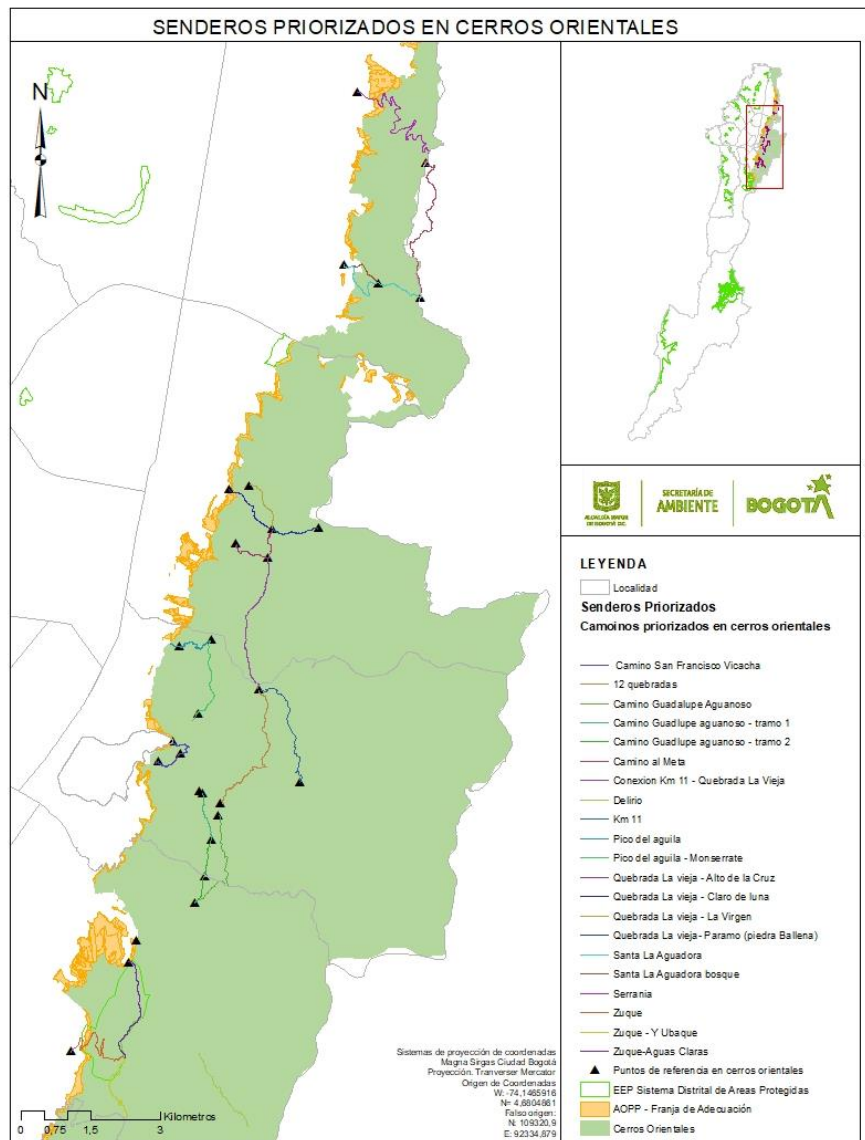 SENDEROS PRIORIZADOS EN CERROS ORIENTALES
N
ALCALDÍA MAYOR
DE BOGOTÁ D.C.
SECRETARÍA DE
AMBIENTE
BOGOTÁ
LEYENDA
Localidad
Senderos Priorizados
Camoinos priorizados en cerros orientales
Camino San Francisco Vicacha
12 quebradas
Camino Guadalupe Aguanoso
Camino Guadlupe aguanoso - tramo 1
Camino Guadlupe aguanoso - tramo 2
Camino al Meta
Conexion Km 11 - Quebrada La Vieja
Delirio
Km 11
Pico del aguila
Pico del aguila - Monserrate
Quebrada La vieja - Alto de la Cruz
Quebrada La vieja - Claro de luna
Quebrada La vieja - La Virgen
Quebrada La vieja - Paramo (piedra Ballena)
Santa La Aguadora
Santa La Aguadora bosque
Serrania
Zuque
Zuque - Y Ubaque
Zuque-Aguas Claras
Puntos de referencia en cerros orientales
EEP Sistema Distrital de Areas Protegidas
AOPP - Franja de Adecuación
Cerros Orientales
Sistemas de proyección de coordenadas
Magna Sirgas Ciudad Bogotá
Proyección. Tranverser Mercator
Origen de Coordenadas
W: -74,1465916
N= 4,6804861
Falso origen:
N: 109320,9
E: 92334,879
Kilometros
0 0,75 1,5 3